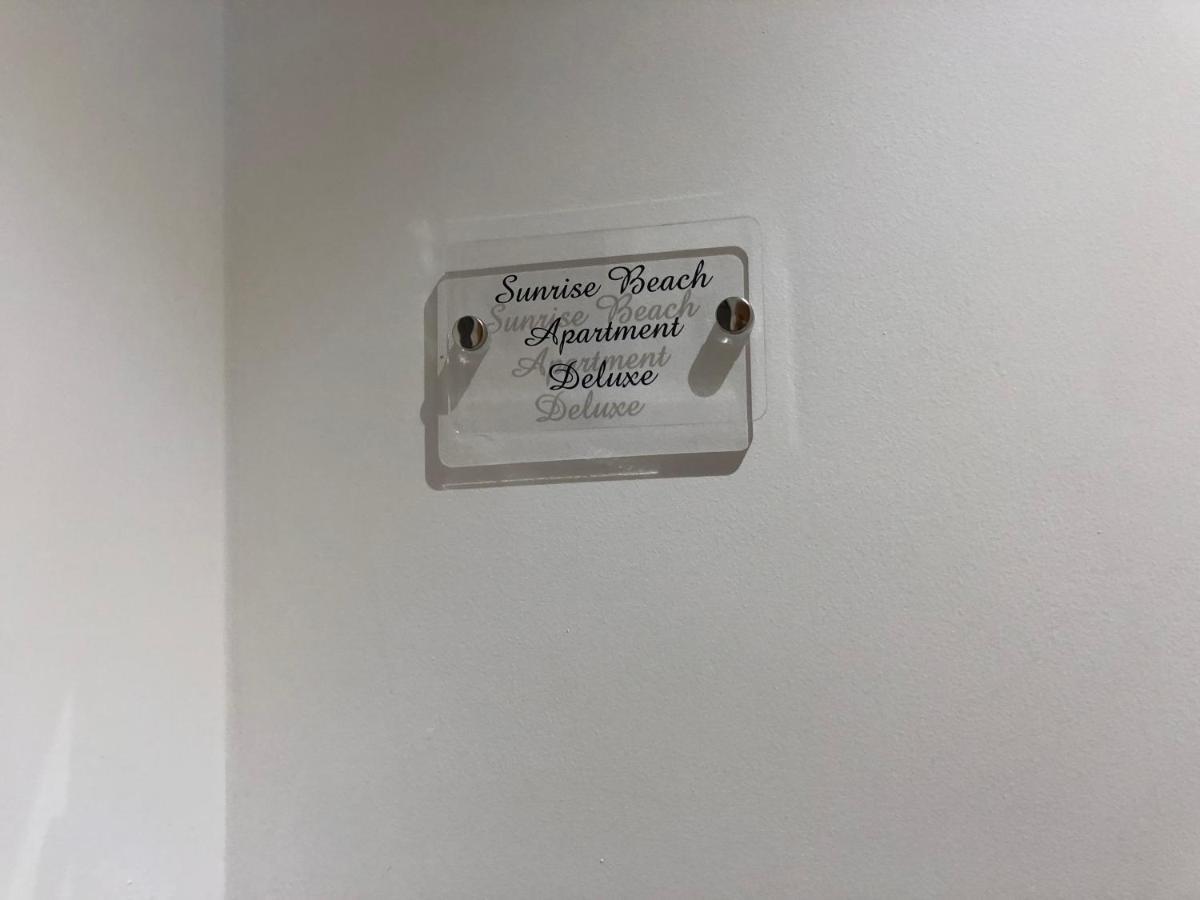 Sunrise Beach
Apartment
Deluxe